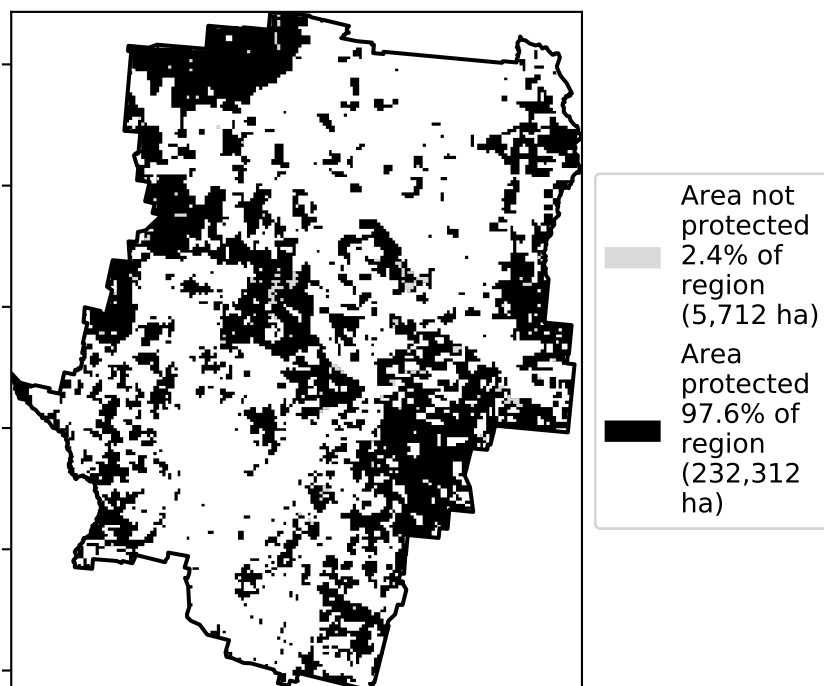 Area not
protected
2.4% of
region
(5,712 ha)
Area
protected
97.6% of
region
(232,312
ha)